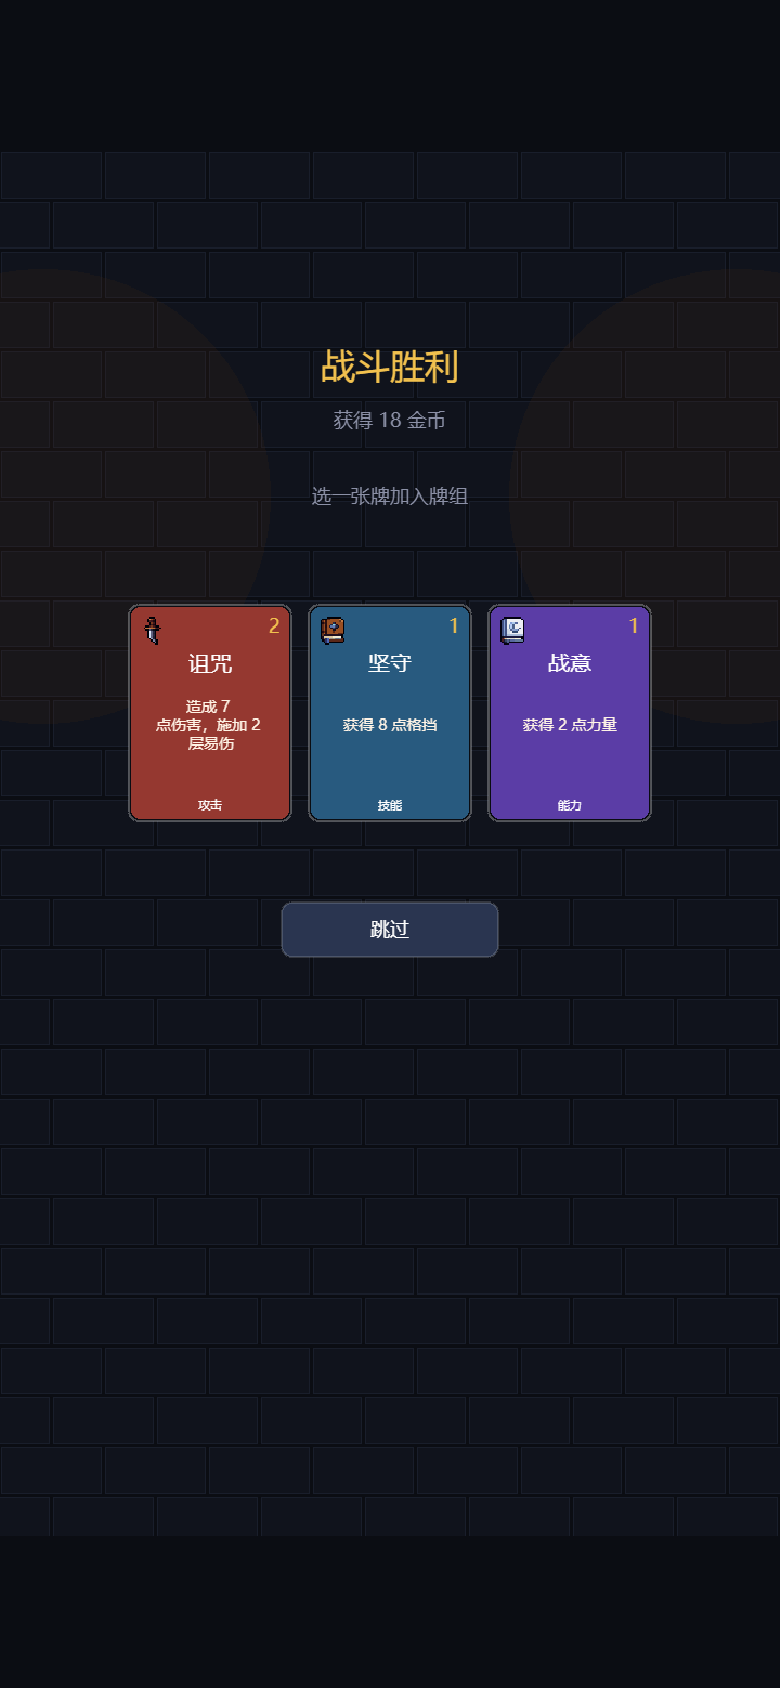 战斗胜利
获得 18 金币
选一张牌加入牌组
2
诅咒
造成 7
点伤害，施加 2
层易伤
攻击
1
坚守
获得 8 点格挡
技能
1
战意
获得 2 点力量
能力
跳过